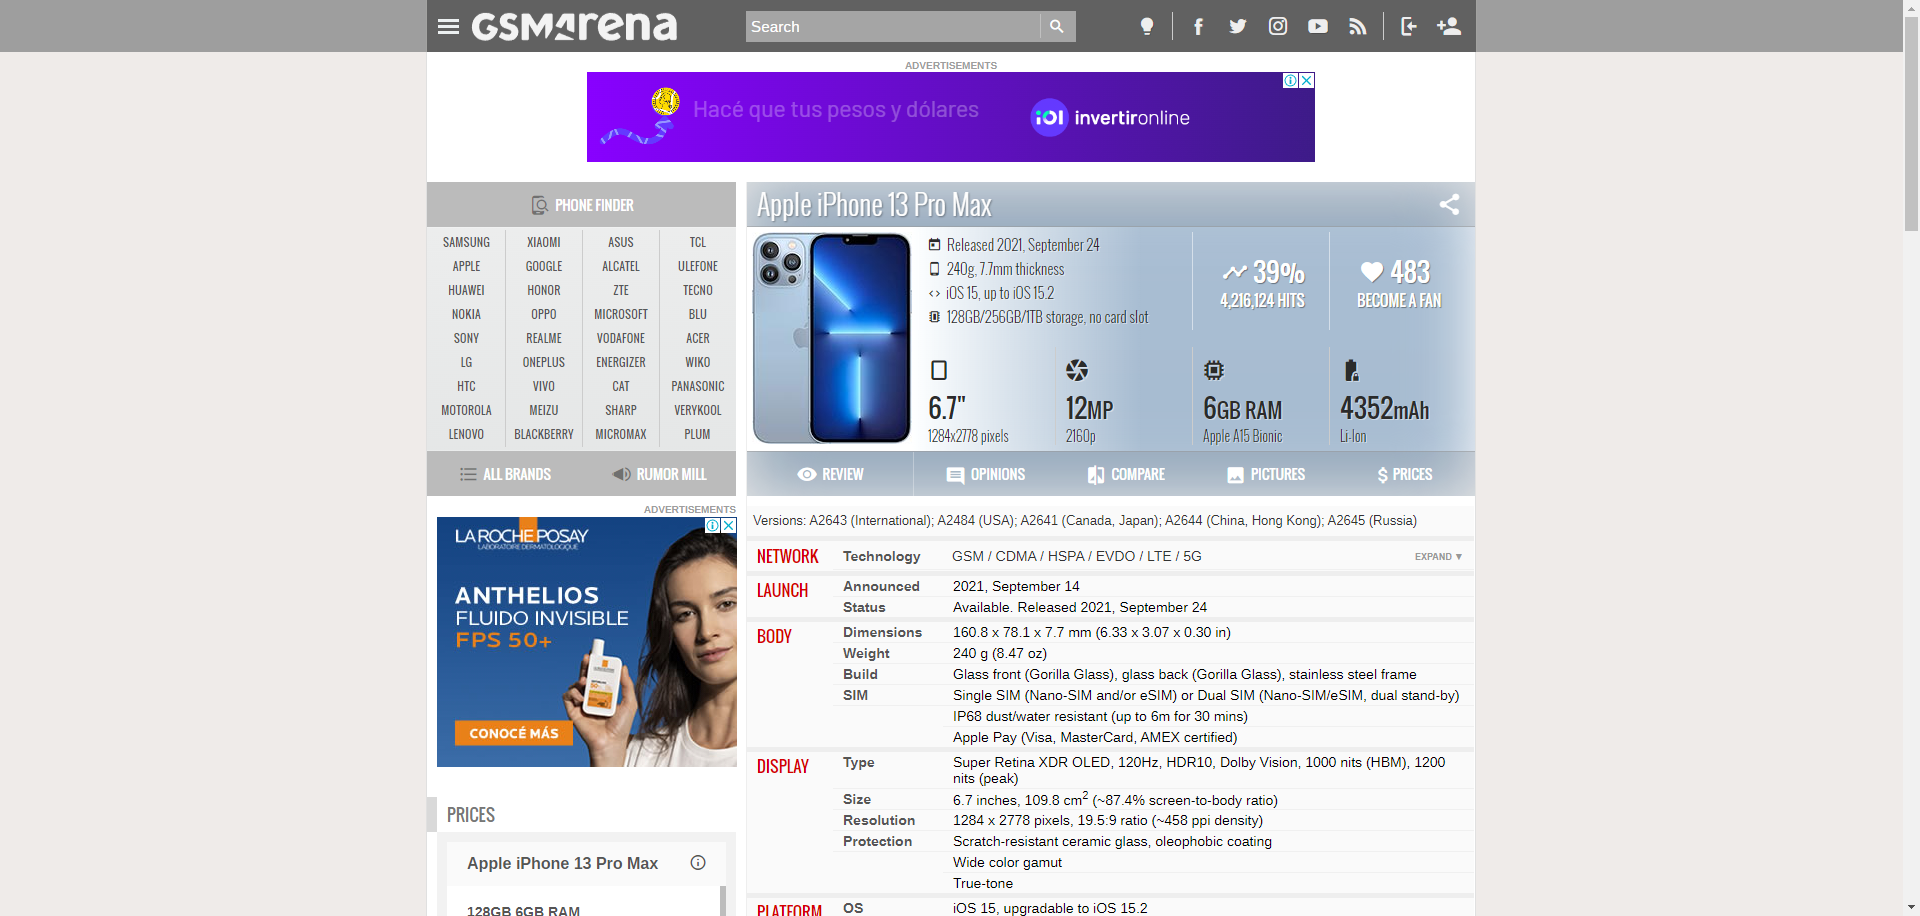 GSMArena
Search
ADVERTISEMENTS
Hacé que tus pesos y dólares
iol invertironline
PHONE FINDER
SAMSUNG XIAOMI ASUS TCL
APPLE GOOGLE ALCATEL ULEFONE
HUAWEI HONOR ZTE TECNO
NOKIA OPPO MICROSOFT BLU
SONY REALME VODAFONE ACER
LG ONEPLUS ENERGIZER WIKO
HTC VIVO CAT PANASONIC
MOTOROLA MEIZU SHARP VERYKOOL
LENOVO BLACKBERRY MICROMAX PLUM
ALL BRANDS RUMOR MILL
Apple iPhone 13 Pro Max
Released 2021, September 24
240g, 7.7mm thickness
iOS 15, up to iOS 15.2
128GB/256GB/1TB storage, no card slot
39%
4,216,124 HITS
483
BECOME A FAN
6.7"
1284x2778 pixels
12MP
2160p
6GB RAM
Apple A15 Bionic
4352mAh
Li-Ion
REVIEW OPINIONS COMPARE PICTURES $ PRICES
ADVERTISEMENTS
LA ROCHE POSAY
LABORATOIRE DERMATOLOGIQUE
ANTHELIOS
FLUIDO INVISIBLE
FPS 50+
CONOCÉ MÁS
PRICES
Apple iPhone 13 Pro Max
128GB 6GB RAM
Versions: A2643 (International); A2484 (USA); A2641 (Canada, Japan); A2644 (China, Hong Kong); A2645 (Russia)
NETWORK Technology GSM / CDMA / HSPA / EVDO / LTE / 5G EXPAND ▼
LAUNCH Announced 2021, September 14
Status Available. Released 2021, September 24
BODY Dimensions 160.8 x 78.1 x 7.7 mm (6.33 x 3.07 x 0.30 in)
Weight 240 g (8.47 oz)
Build Glass front (Gorilla Glass), glass back (Gorilla Glass), stainless steel frame
SIM Single SIM (Nano-SIM and/or eSIM) or Dual SIM (Nano-SIM/eSIM, dual stand-by)
IP68 dust/water resistant (up to 6m for 30 mins)
Apple Pay (Visa, MasterCard, AMEX certified)
DISPLAY Type Super Retina XDR OLED, 120Hz, HDR10, Dolby Vision, 1000 nits (HBM), 1200
nits (peak)
Size 6.7 inches, 109.8 cm2 (~87.4% screen-to-body ratio)
Resolution 1284 x 2778 pixels, 19.5:9 ratio (~458 ppi density)
Protection Scratch-resistant ceramic glass, oleophobic coating
Wide color gamut
True-tone
PLATFORM OS iOS 15, upgradable to iOS 15.2